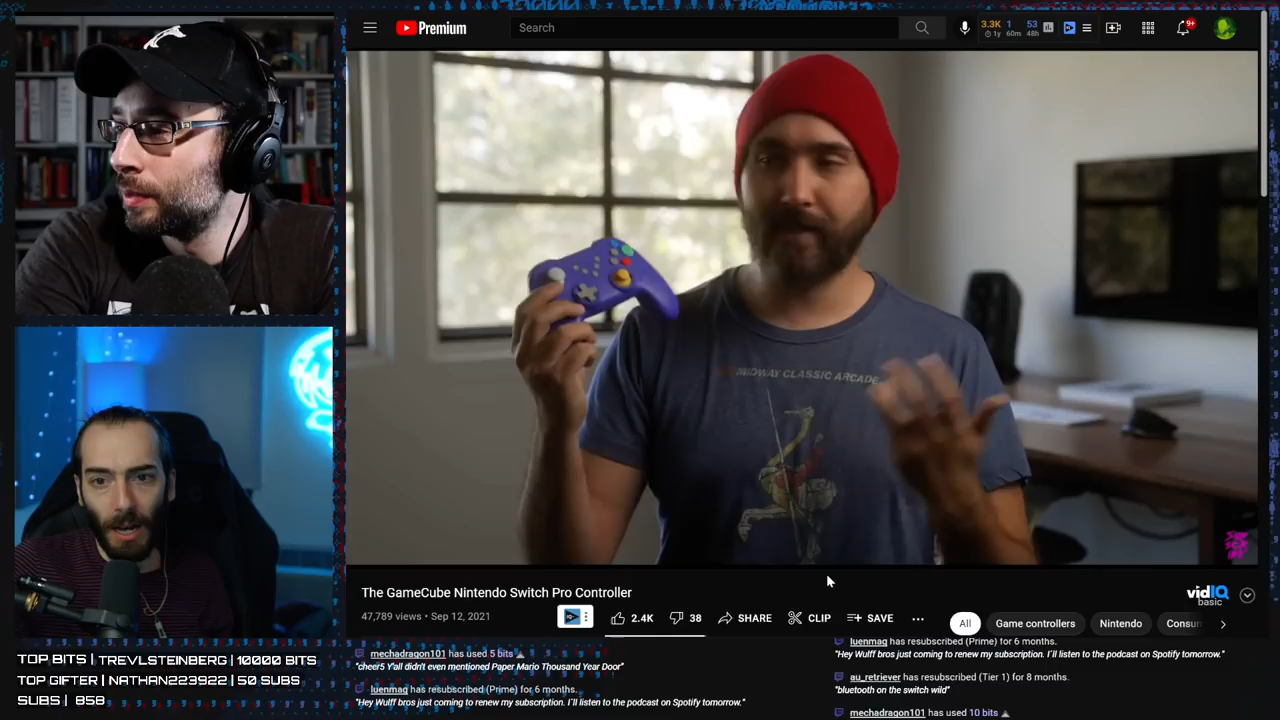 Premium
Search
3.3K 1 53
1y 60m 48h
9+
MIDWAY CLASSIC ARCADE
The GameCube Nintendo Switch Pro Controller
47,789 views • Sep 12, 2021
2.4K
38
SHARE
CLIP
SAVE
vidIQ
basic
All
Game controllers
Nintendo
TOP BITS | TREVLSTEINBERG | 10000 BITS
TOP GIFTER | NATHAN223922 | 50 SUBS
SUBS | 858
mechadragon101 has used 5 bits
"cheer5 Y'all didn't even mentioned Paper Mario Thousand Year Door"
luenmag has resubscribed (Prime) for 6 months.
"Hey Wulff bros just coming to renew my subscription. I'll listen to the podcast on Spotify tomorrow."
luenmag has resubscribed (Prime) for 6 months.
"Hey Wulff bros just coming to renew my subscription. I'll listen to the podcast on Spotify tomorrow."
au_retriever has resubscribed (Tier 1) for 8 months.
"bluetooth on the switch wild"
mechadragon101 has used 10 bits